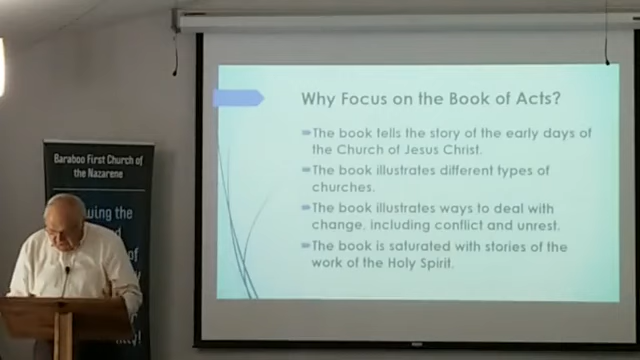 Baraboo First Church of
the Nazarene
wing the
of
Why Focus on the Book of Acts?
The book tells the story of the early days of
the Church of Jesus Christ.
The book illustrates different types of
churches.
The book illustrates ways to deal with
change, including conflict and unrest.
The book is saturated with stories of the
work of the Holy Spirit.